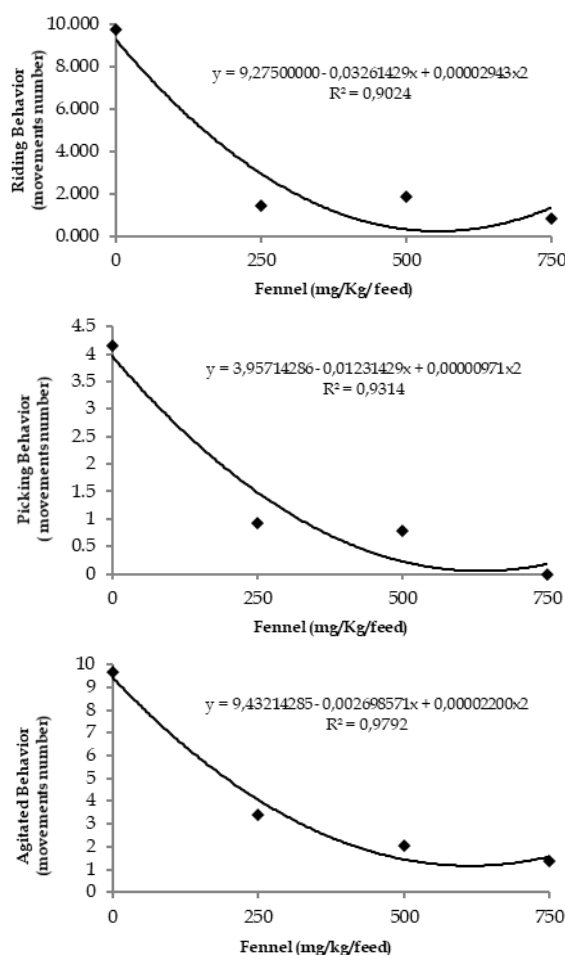 10.000
8.000
6.000
4.000
2.000
0.000
Riding Behavior
(movements number)
y = 9,27500000 - 0,03261429x + 0,00002943x2
R² = 0,9024
0 250 500 750
Fennel (mg/Kg/ feed)
4.5
4
3.5
3
2.5
2
1.5
1
0.5
0
Picking Behavior
( movements number)
y = 3,95714286 - 0,01231429x + 0,00000971x2
R² = 0,9314
0 250 500 750
Fennel (mg/Kg/feed)
10
9
8
7
6
5
4
3
2
1
0
Agitated Behavior
(movements number)
y = 9,43214285 - 0,002698571x + 0,00002200x2
R² = 0,9792
0 250 500 750
Fennel (mg/kg/feed)